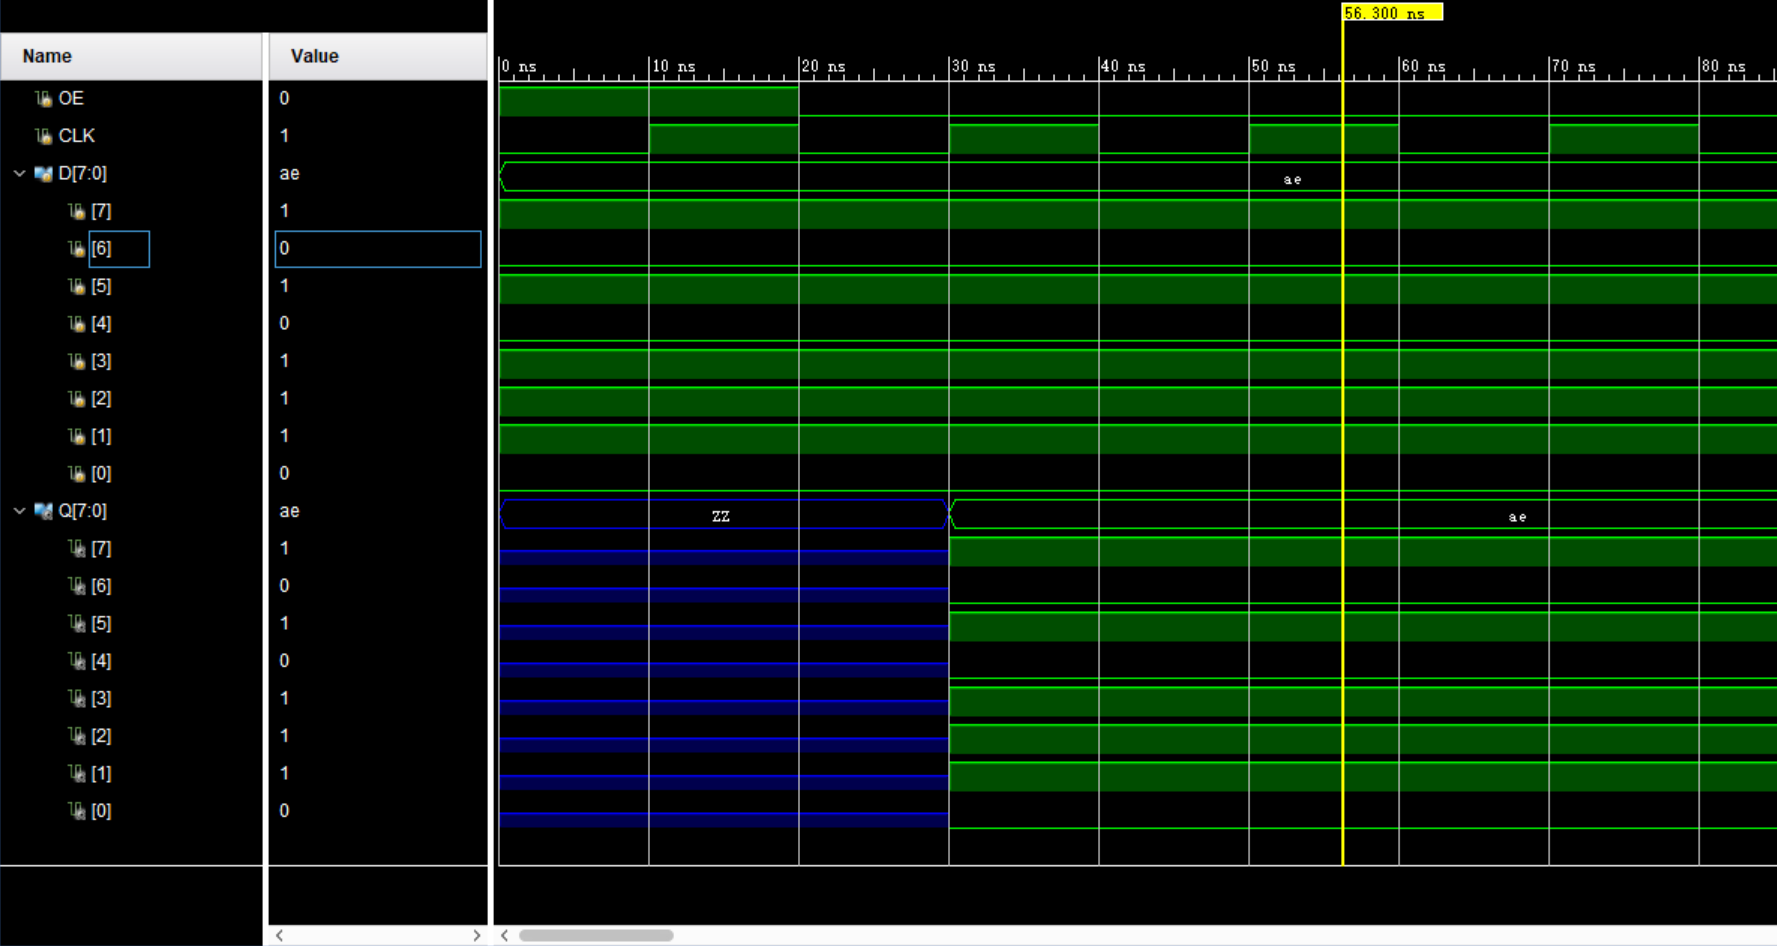 56.300 ns
Name Value
0 ns 10 ns 20 ns 30 ns 40 ns 50 ns 60 ns 70 ns 80 ns
OE 0
CLK 1
D[7:0] ae ae
[7] 1
[6] 0
[5] 1
[4] 0
[3] 1
[2] 1
[1] 1
[0] 0
Q[7:0] ae ZZ ae
[7] 1
[6] 0
[5] 1
[4] 0
[3] 1
[2] 1
[1] 1
[0] 0